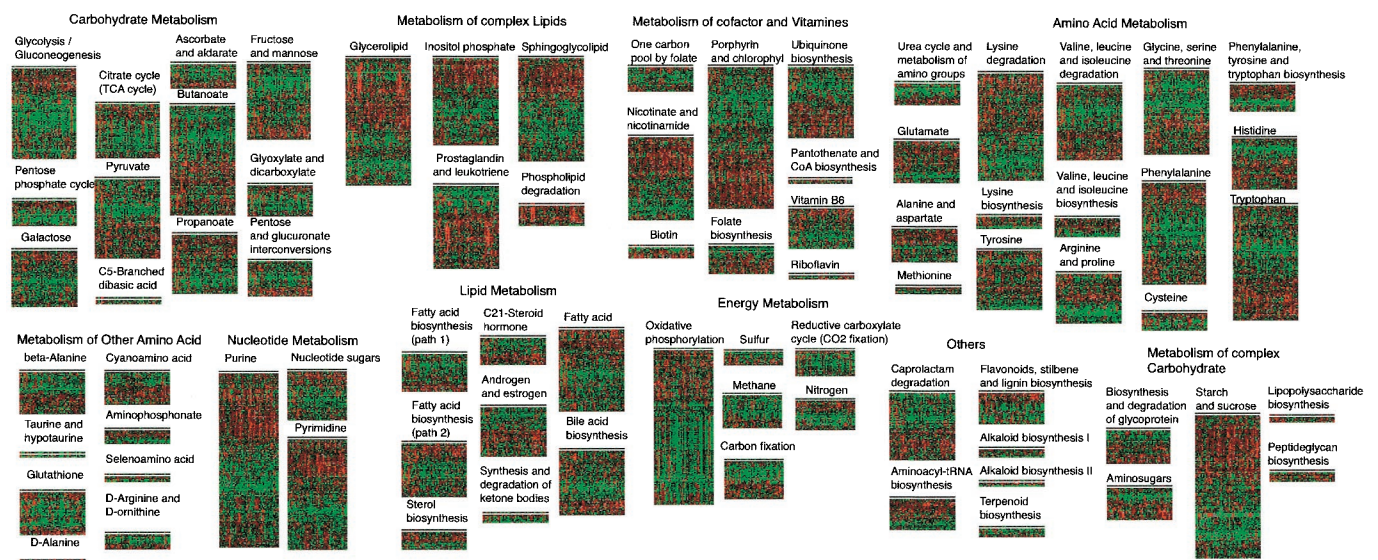 Carbohydrate Metabolism
Glycolysis /
Gluconeogenesis
Citrate cycle
(TCA cycle)
Ascorbate
and aldarate
Fructose
and mannose
Butanoate
Pentose
phosphate cycle
Pyruvate
Glyoxylate and
dicarboxylate
Galactose
Propanoate
Pentose
and glucuronate
interconversions
C5-Branched
dibasic acid
Metabolism of complex Lipids
Glycerolipid
Inositol phosphate
Sphingoglycolipid
Prostaglandin
and leukotriene
Phospholipid
degradation
Metabolism of cofactor and Vitamines
One carbon
pool by folate
Porphyrin
and chlorophyl
Ubiquinone
biosynthesis
Nicotinate and
nicotinamide
Pantothenate and
CoA biosynthesis
Vitamin B6
Biotin
Folate
biosynthesis
Riboflavin
Amino Acid Metabolism
Urea cycle and
metabolism of
amino groups
Lysine
degradation
Valine, leucine
and isoleucine
degradation
Glycine, serine
and threonine
Phenylalanine,
tyrosine and
tryptophan biosynthesis
Glutamate
Histidine
Alanine and
aspartate
Lysine
biosynthesis
Valine, leucine
and isoleucine
biosynthesis
Phenylalanine
Tryptophan
Methionine
Tyrosine
Arginine
and proline
Cysteine
Metabolism of Other Amino Acid
beta-Alanine
Cyanoamino acid
Aminophosphonate
Taurine and
hypotaurine
Selenoamino acid
Glutathione
D-Arginine and
D-ornithine
D-Alanine
Nucleotide Metabolism
Purine
Nucleotide sugars
Pyrimidine
Lipid Metabolism
Fatty acid
biosynthesis
(path 1)
C21-Steroid
hormone
Fatty acid
Androgen
and estrogen
Fatty acid
biosynthesis
(path 2)
Bile acid
biosynthesis
Synthesis and
degradation of
ketone bodies
Sterol
biosynthesis
Energy Metabolism
Oxidative
phosphorylation
Sulfur
Reductive carboxylate
cycle (CO2 fixation)
Methane
Nitrogen
Carbon fixation
Others
Caprolactam
degradation
Flavonoids, stilbene
and lignin biosynthesis
Alkaloid biosynthesis I
Aminoacyl-tRNA
biosynthesis
Alkaloid biosynthesis II
Terpenoid
biosynthesis
Metabolism of complex
Carbohydrate
Biosynthesis
and degradation
of glycoprotein
Starch
and sucrose
Lipopolysaccharide
biosynthesis
Aminosugars
Peptideglycan
biosynthesis